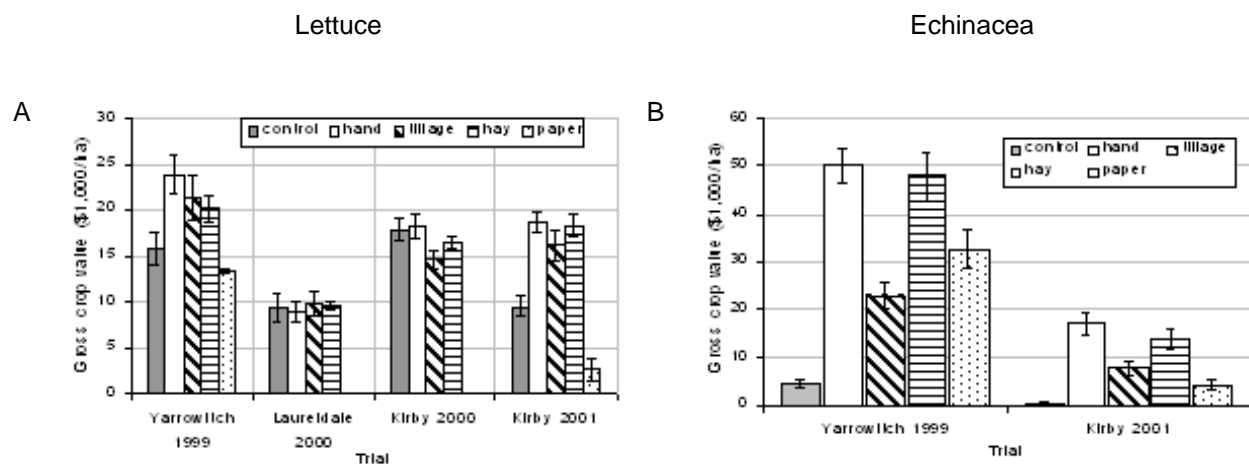 Lettuce
Echinacea
A
Gross crop value ($1,000/ha)
30
25
20
15
10
5
0
control hand tillage hay paper
Yarrowitch 1999
Laureldale 2000
Kirby 2000
Kirby 2001
Trial
B
Gross crop value ($1,000/ha)
60
50
40
30
20
10
0
control hand tillage
hay paper
Yarrowitch 1999
Kirby 2001
Trial